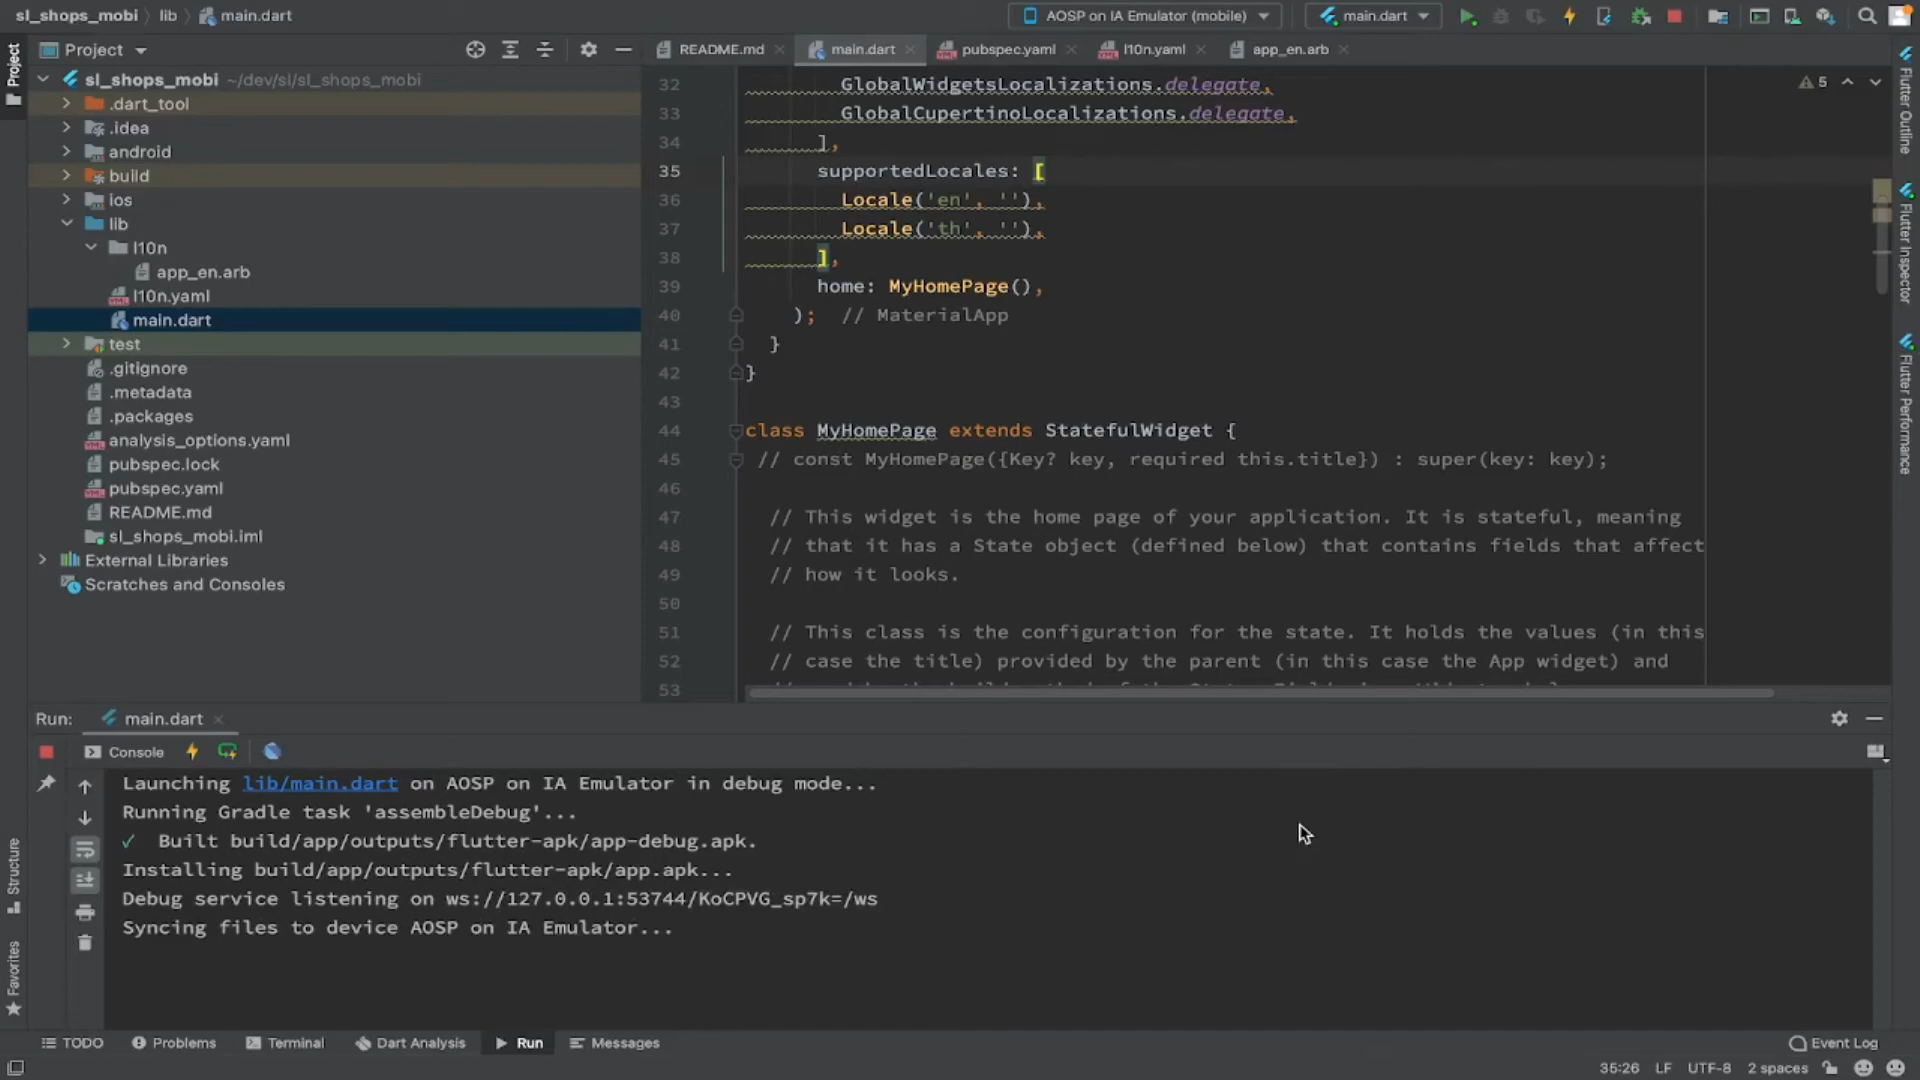 sl_shops_mobi
lib
main.dart
AOSP on IA Emulator (mobile)
main.dart
Project
Project
README.md
main.dart
pubspec.yaml
l10n.yaml
app_en.arb
sl_shops_mobi ~/dev/sl/sl_shops_mobi
.dart_tool
.idea
android
build
ios
lib
l10n
app_en.arb
l10n.yaml
main.dart
test
.gitignore
.metadata
.packages
analysis_options.yaml
pubspec.lock
pubspec.yaml
README.md
sl_shops_mobi.iml
External Libraries
Scratches and Consoles
5
32 GlobalWidgetsLocalizations.delegate,
33 GlobalCupertinoLocalizations.delegate,
34 ],
35 supportedLocales: [
36 Locale('en', ''),
37 Locale('th', ''),
38 ],
39 home: MyHomePage(),
40 ); // MaterialApp
41 }
42 }
43
44 class MyHomePage extends StatefulWidget {
45 // const MyHomePage({Key? key, required this.title}) : super(key: key);
46
47 // This widget is the home page of your application. It is stateful, meaning
48 // that it has a State object (defined below) that contains fields that affect
49 // how it looks.
50
51 // This class is the configuration for the state. It holds the values (in this
52 // case the title) provided by the parent (in this case the App widget) and
53
Flutter Outline
Flutter Inspector
Flutter Performance
Run:
main.dart
Console
Launching lib/main.dart on AOSP on IA Emulator in debug mode...
Running Gradle task 'assembleDebug'...
✓ Built build/app/outputs/flutter-apk/app-debug.apk.
Installing build/app/outputs/flutter-apk/app.apk...
Debug service listening on ws://127.0.0.1:53744/KoCPVG_sp7k=/ws
Syncing files to device AOSP on IA Emulator...
Structure
Favorites
TODO
Problems
Terminal
Dart Analysis
Run
Messages
Event Log
35:26 LF UTF-8 2 spaces